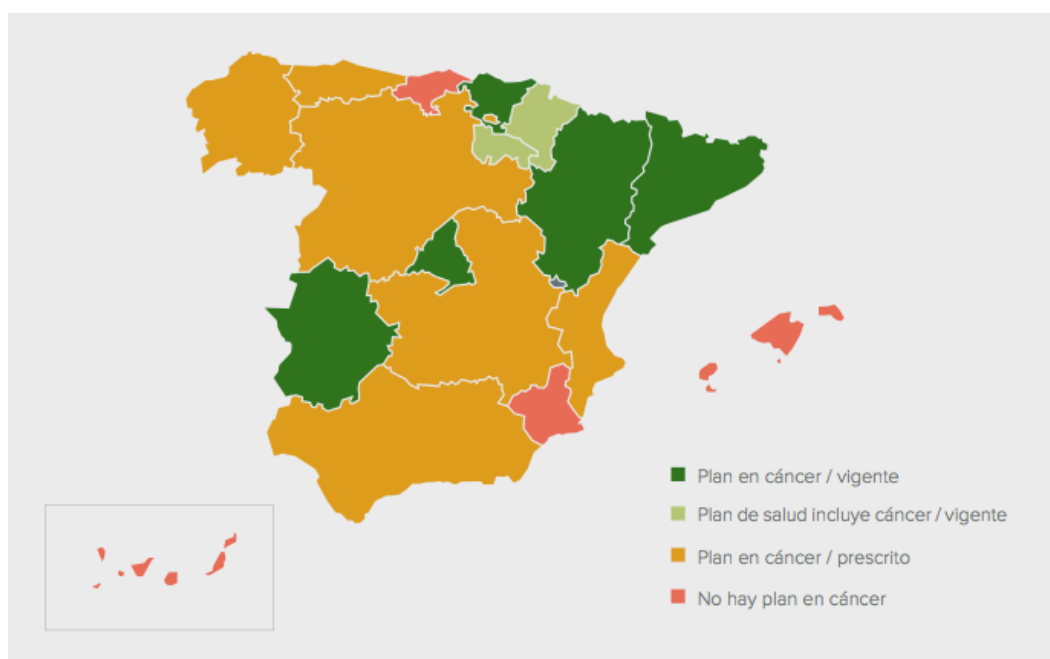 Plan en cáncer / vigente
Plan de salud incluye cáncer / vigente
Plan en cáncer / prescrito
No hay plan en cáncer